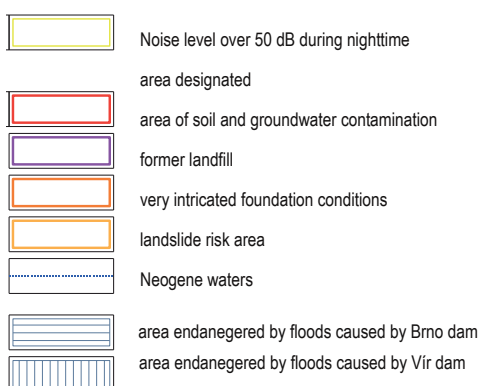 Noise level over 50 dB during nighttime
area designated
area of soil and groundwater contamination
former landfill
very intricated foundation conditions
landslide risk area
Neogene waters
area endanegered by floods caused by Brno dam
area endanegered by floods caused by Vír dam